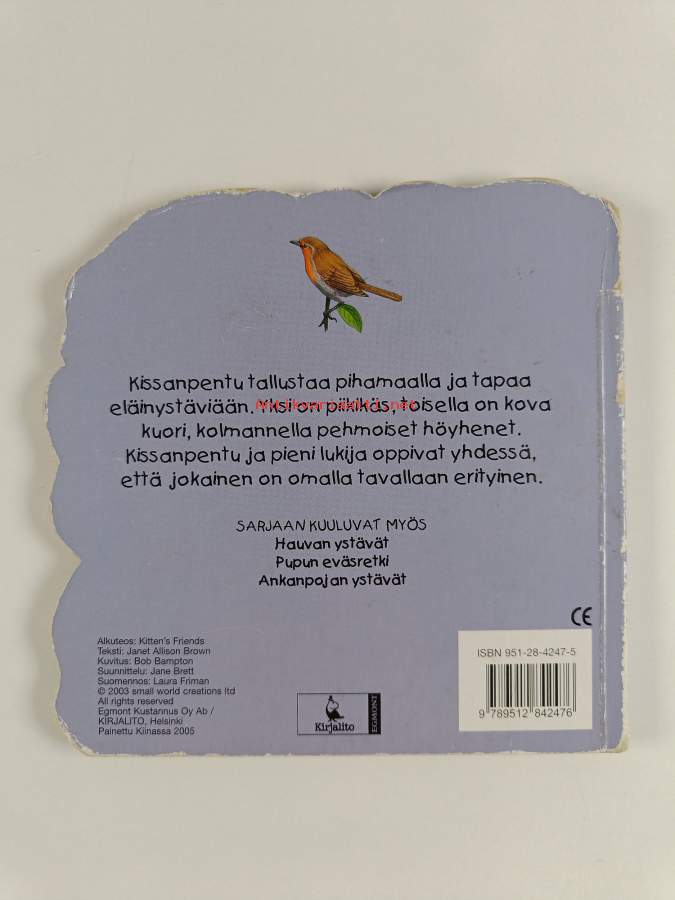 Kissanpentu tallustaa pihamaalla ja tapaa
eläinystäviään. Yksi on piikikäs, toisella on kova
kuori, kolmannella pehmoiset höyhenet.
Kissanpentu ja pieni lukija oppivat yhdessä,
että jokainen on omalla tavallaan erityinen.
SARJAAN KUULUVAT MYÖS
Hauvan ystävät
Pupun eväsretki
Ankanpojan ystävät
CE
Alkuteos: Kitten's Friends
Teksti: Janet Allison Brown
Kuvitus: Bob Bampton
Suunnittelu: Jane Brett
Suomennos: Laura Friman
© 2003 small world creations ltd
All rights reserved
Egmont Kustannus Oy Ab /
KIRJALITO, Helsinki
Painettu Kiinassa 2005
Kirjalito
EGMONT
ISBN 951-28-4247-5
9 789512 842476